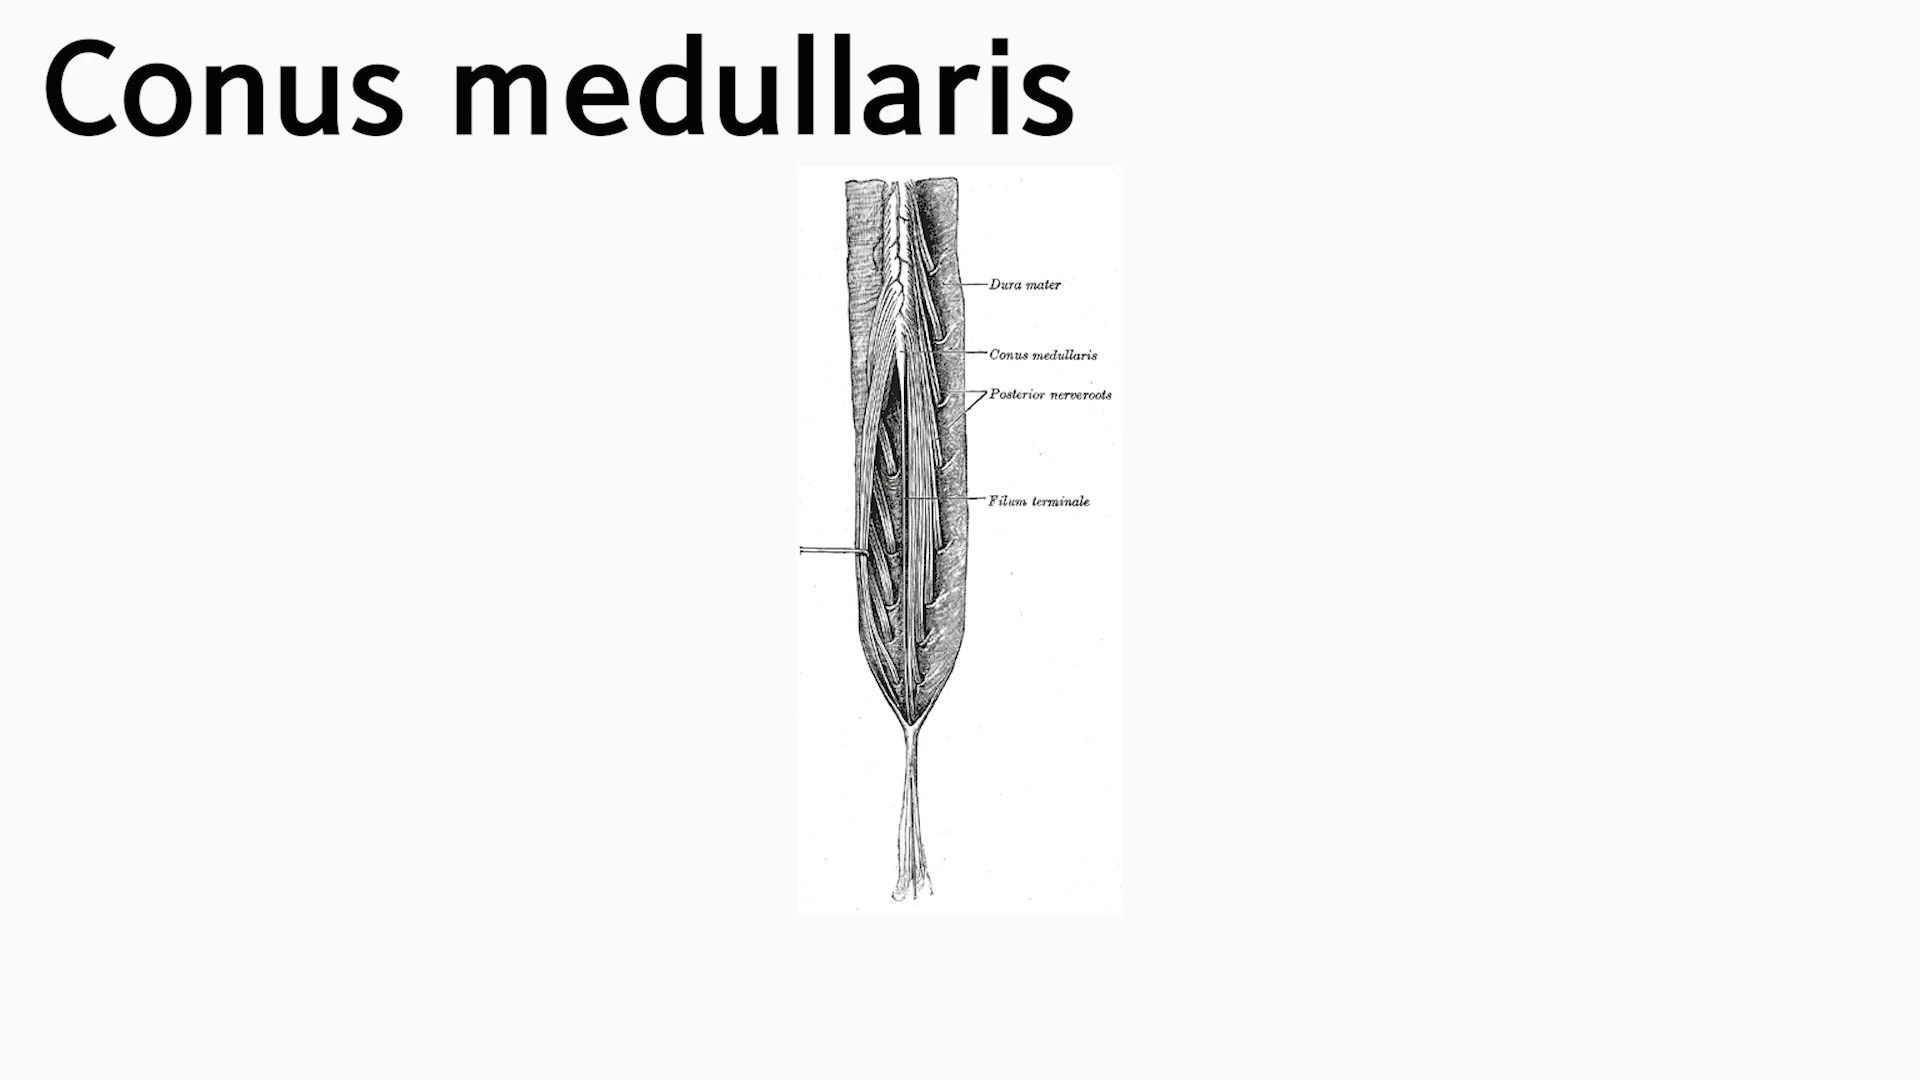 Conus medullaris
Dura mater
Conus medullaris
Posterior nerveroots
Filum terminale